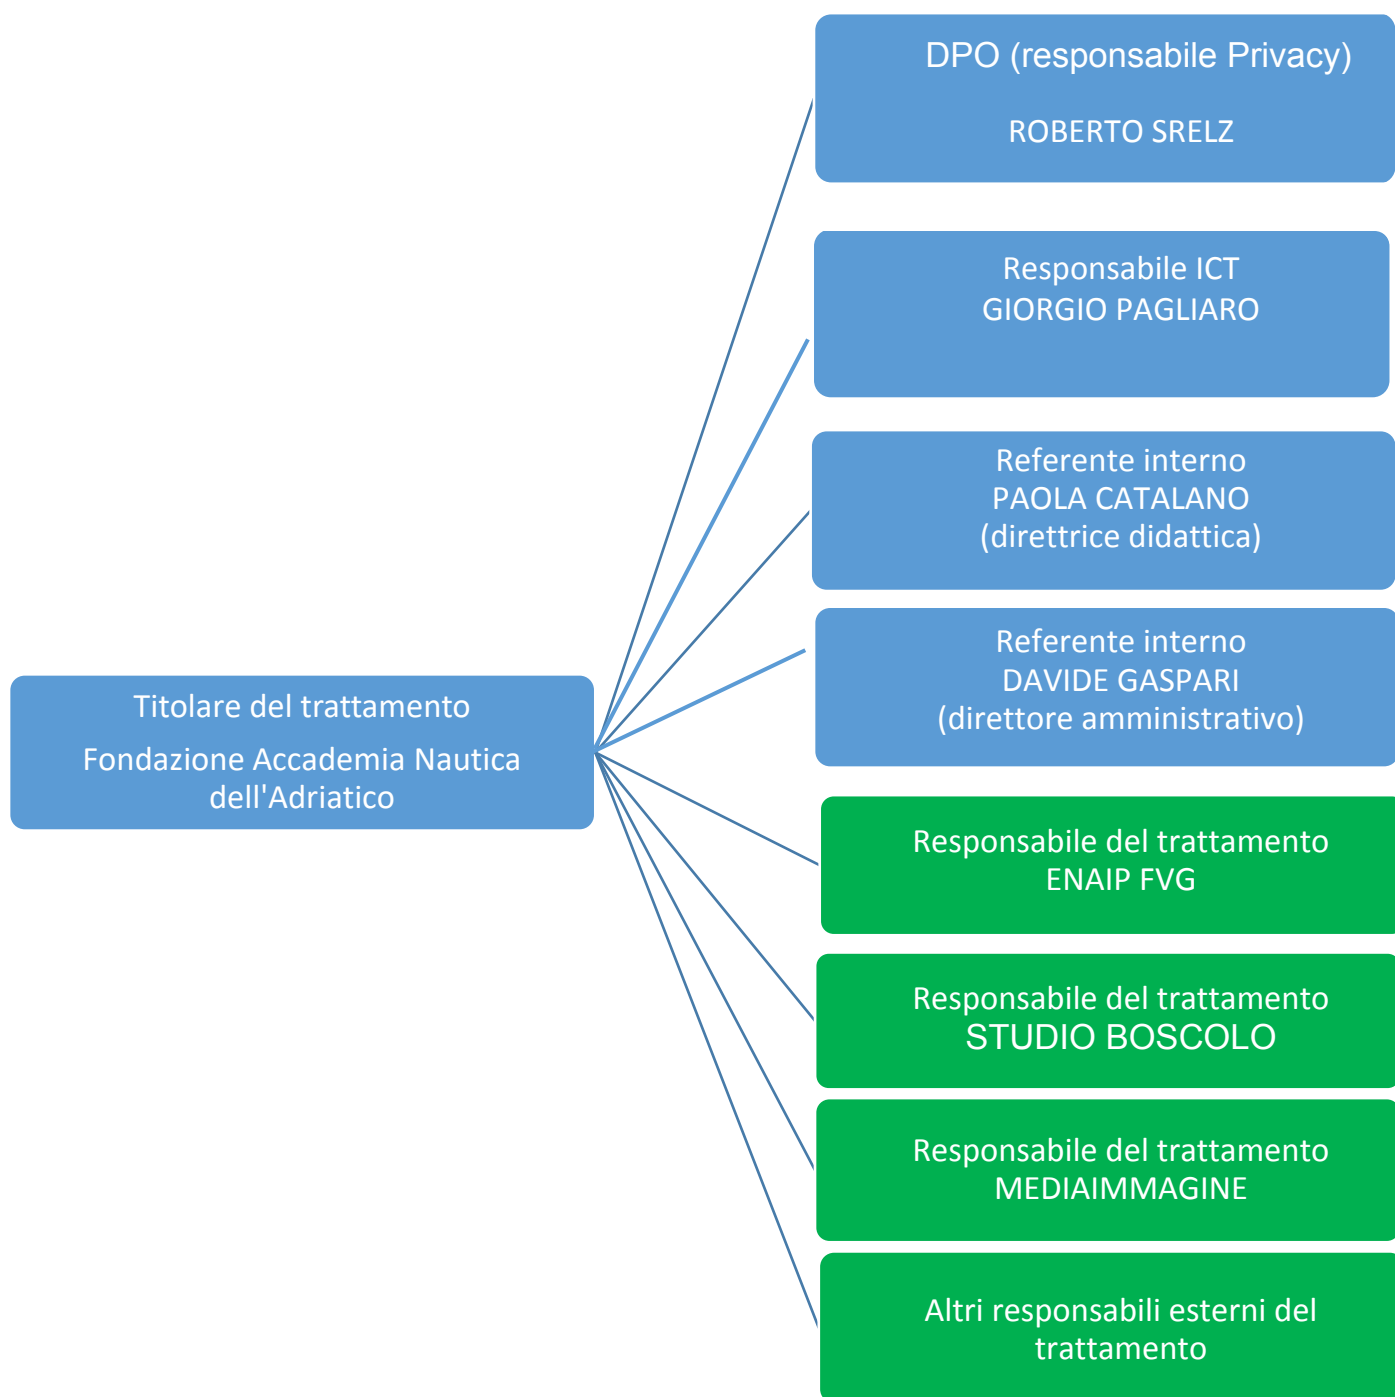 DPO (responsabile Privacy)
ROBERTO SRELZ
Responsabile ICT
GIORGIO PAGLIARO
Referente interno
PAOLA CATALANO
(direttrice didattica)
Referente interno
DAVIDE GASPARI
(direttore amministrativo)
Titolare del trattamento
Fondazione Accademia Nautica
dell'Adriatico
Responsabile del trattamento
ENAIP FVG
Responsabile del trattamento
STUDIO BOSCOLO
Responsabile del trattamento
MEDIAIMMAGINE
Altri responsabili esterni del
trattamento